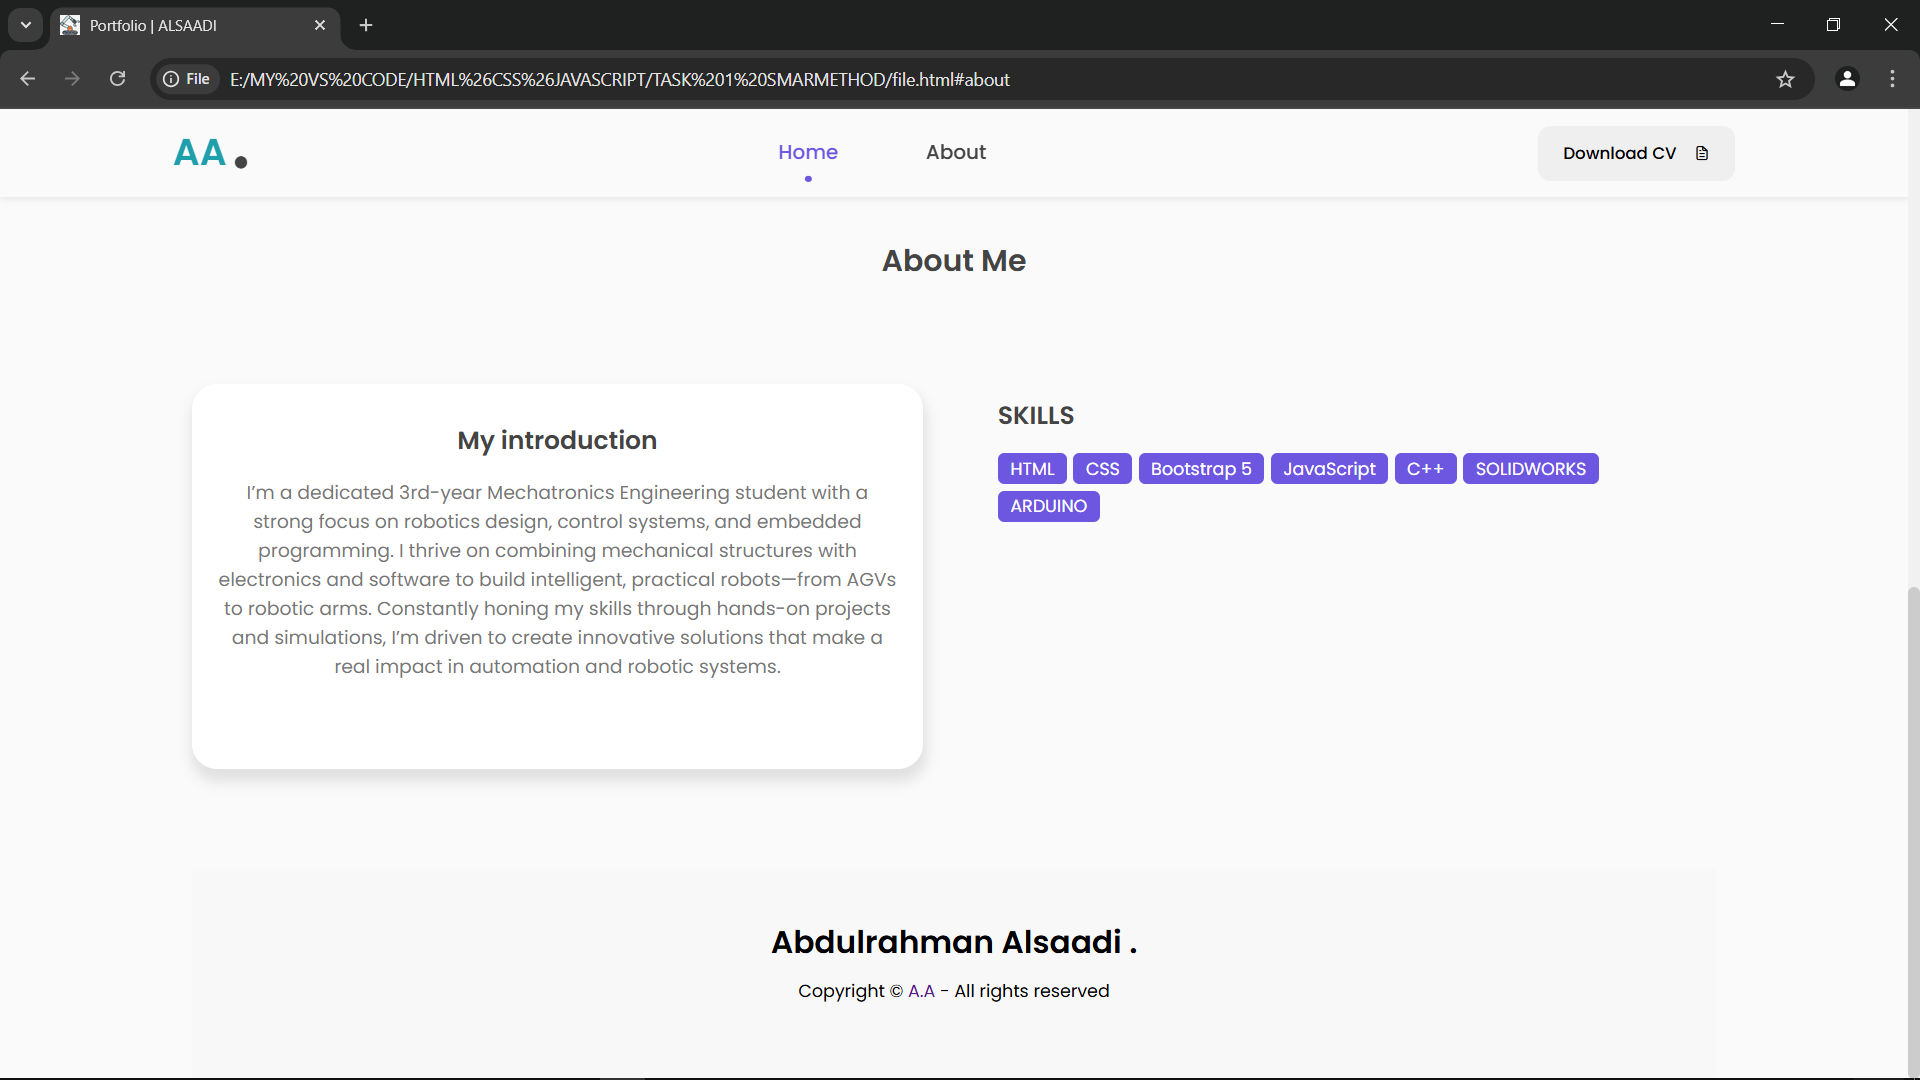 Portfolio | ALSAADI
File E:/MY%20VS%20CODE/HTML%26CSS%26JAVASCRIPT/TASK%201%20SMARMETHOD/file.html#about
AA .
Home
About
Download CV
About Me
My introduction
I’m a dedicated 3rd-year Mechatronics Engineering student with a
strong focus on robotics design, control systems, and embedded
programming. I thrive on combining mechanical structures with
electronics and software to build intelligent, practical robots—from AGVs
to robotic arms. Constantly honing my skills through hands-on projects
and simulations, I’m driven to create innovative solutions that make a
real impact in automation and robotic systems.
SKILLS
HTML CSS Bootstrap 5 JavaScript C++ SOLIDWORKS
ARDUINO
Abdulrahman Alsaadi .
Copyright © A.A - All rights reserved